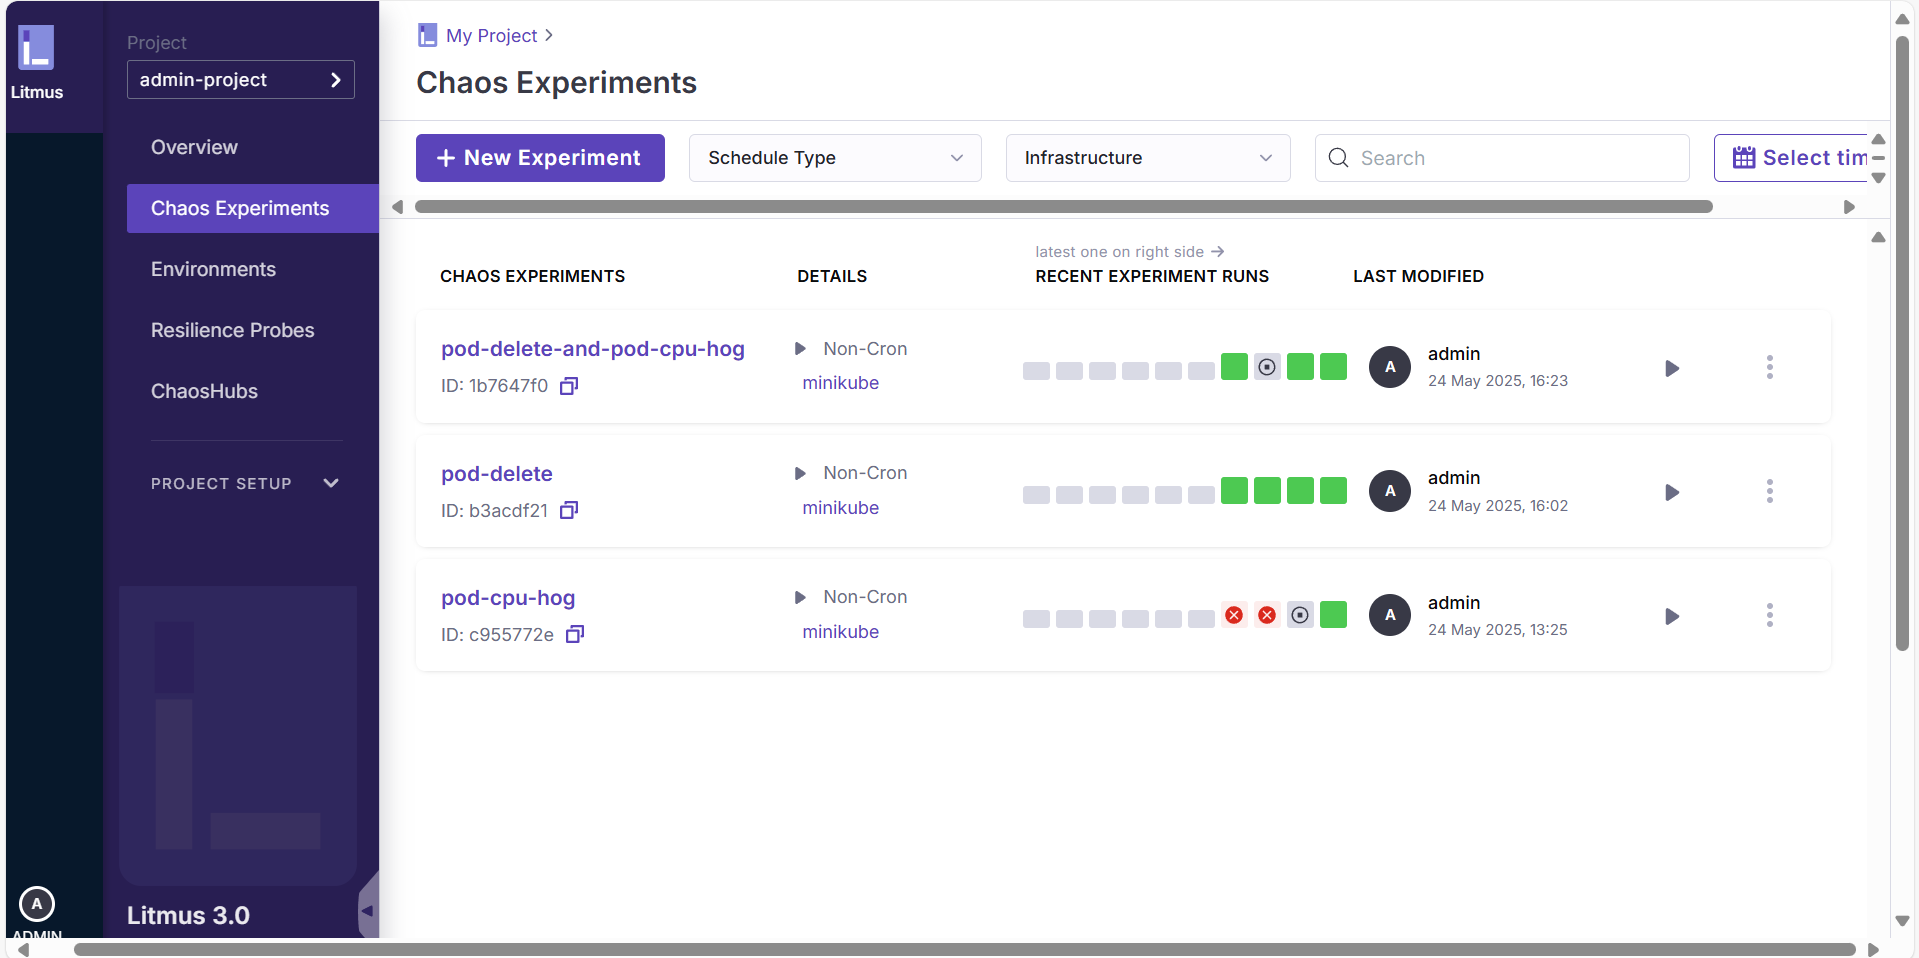 Litmus
Project
admin-project
Overview
Chaos Experiments
Environments
Resilience Probes
ChaosHubs
PROJECT SETUP
Litmus 3.0
A
ADMIN
My Project
Chaos Experiments
+ New Experiment
Schedule Type
Infrastructure
Search
Select tim
latest one on right side →
CHAOS EXPERIMENTS
DETAILS
RECENT EXPERIMENT RUNS
LAST MODIFIED
pod-delete-and-pod-cpu-hog
ID: 1b7647f0
Non-Cron
minikube
A
admin
24 May 2025, 16:23
pod-delete
ID: b3acdf21
Non-Cron
minikube
A
admin
24 May 2025, 16:02
pod-cpu-hog
ID: c955772e
Non-Cron
minikube
A
admin
24 May 2025, 13:25